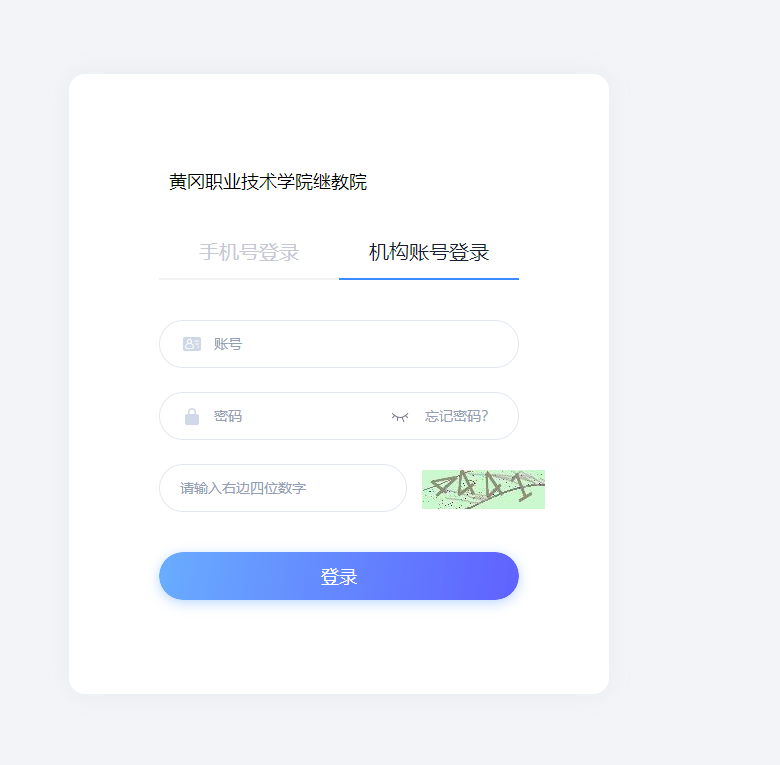 黄冈职业技术学院继教院
手机号登录 机构账号登录
账号
密码 忘记密码?
请输入右边四位数字 4441
登录